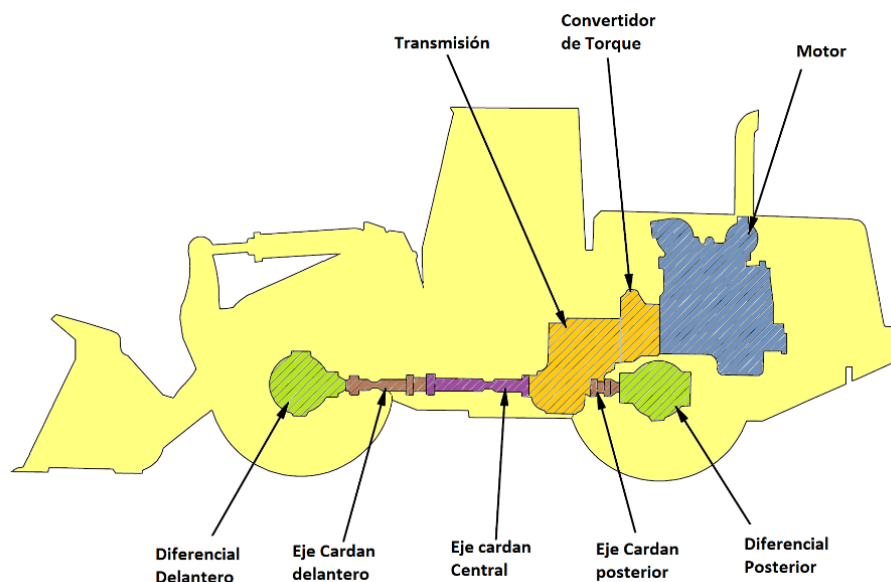 Convertidor
de Torque
Transmisión
Motor
Diferencial
Delantero
Eje Cardan
delantero
Eje cardan
Central
Eje Cardan
posterior
Diferencial
Posterior